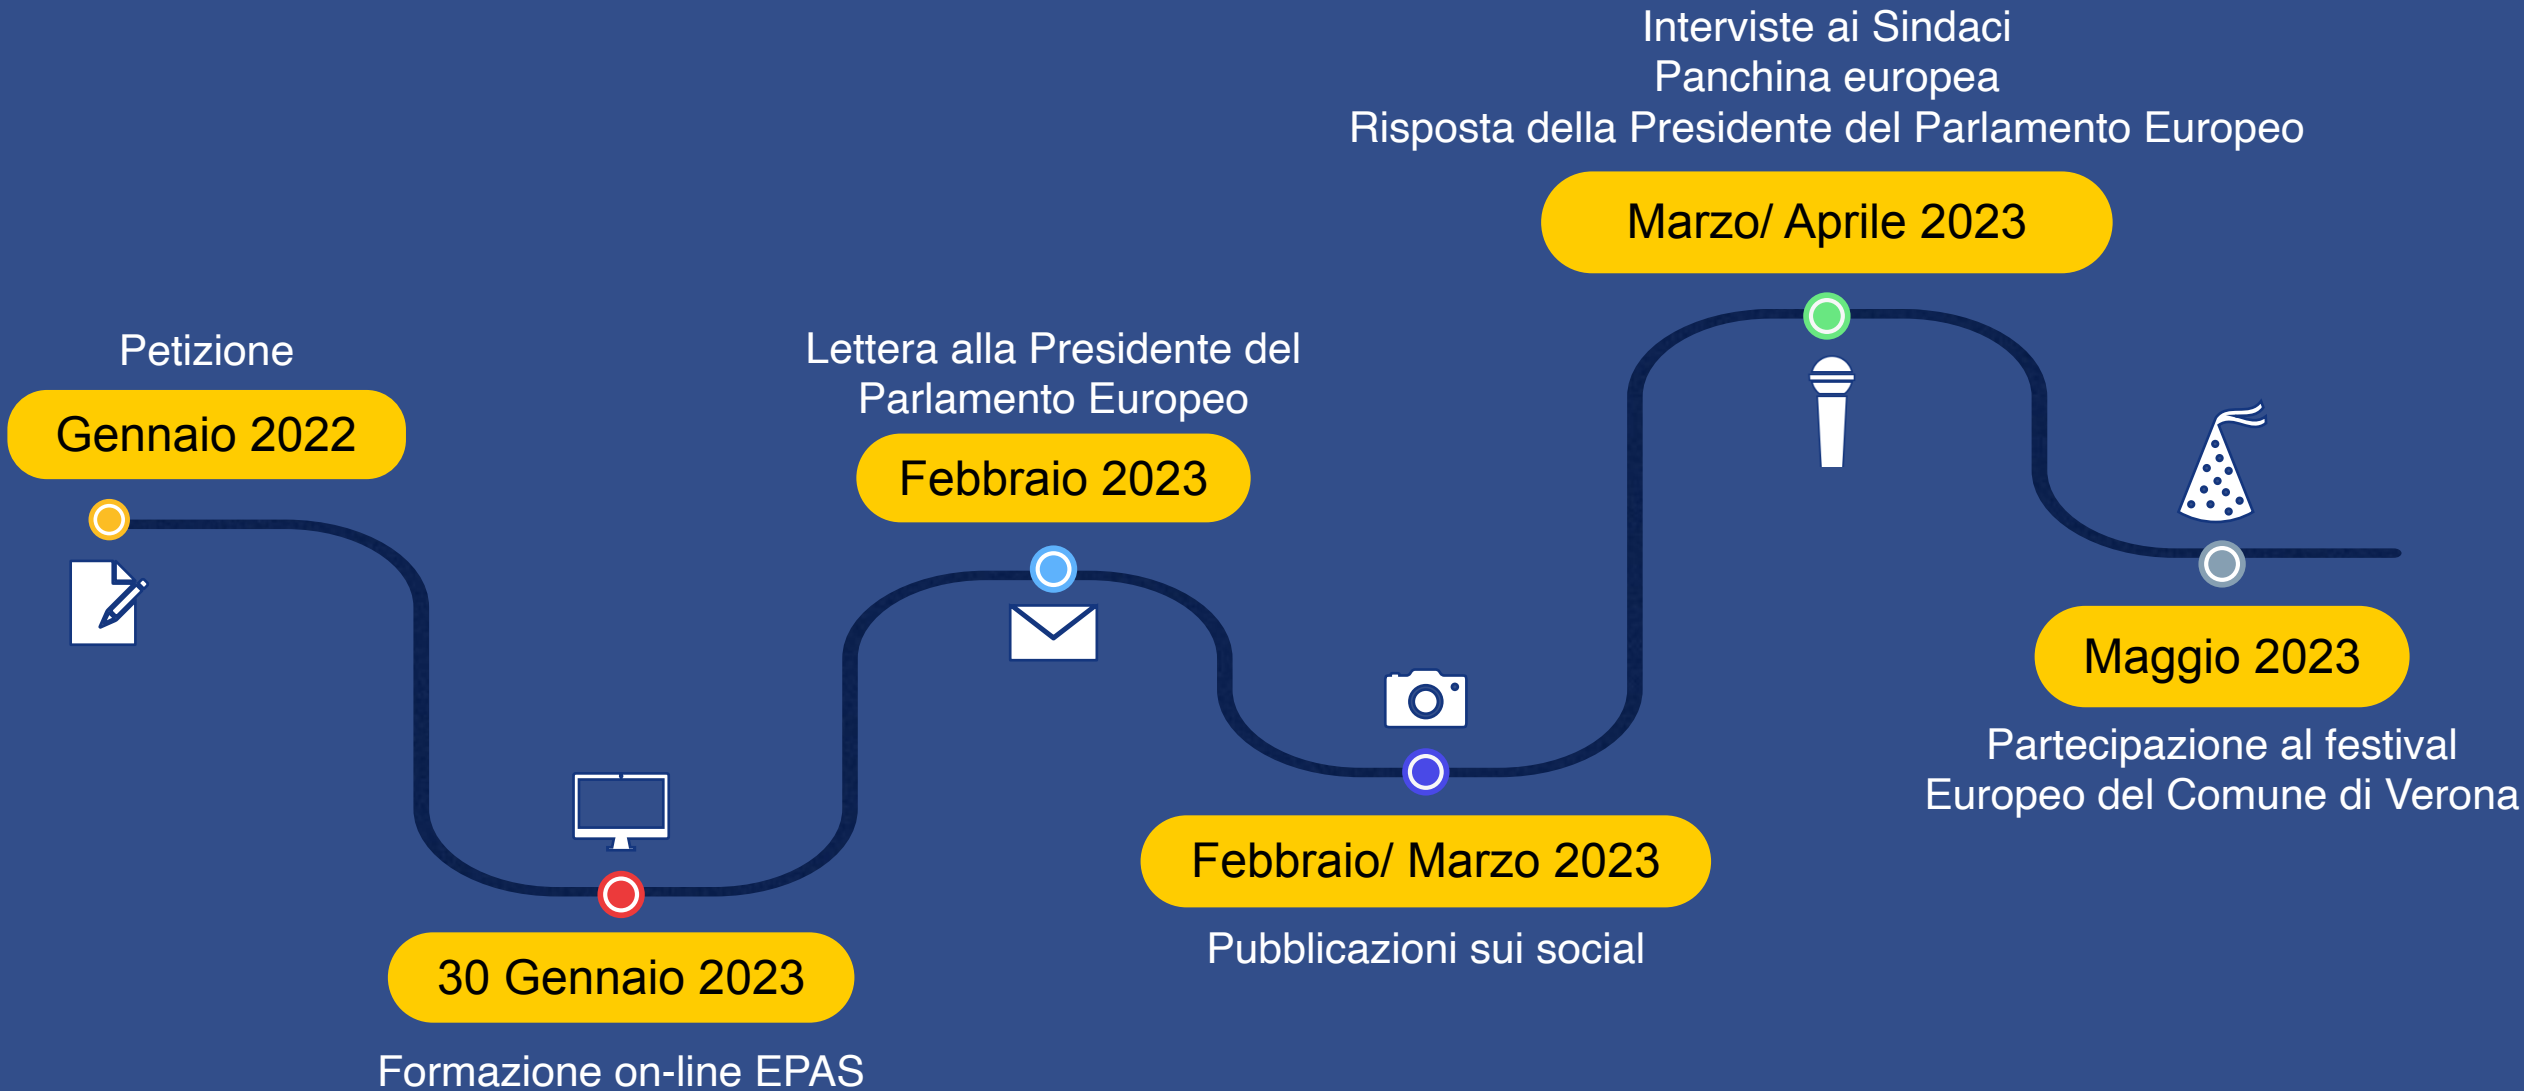 Petizione
Gennaio 2022
30 Gennaio 2023
Formazione on-line EPAS
Lettera alla Presidente del
Parlamento Europeo
Febbraio 2023
Febbraio/ Marzo 2023
Pubblicazioni sui social
Interviste ai Sindaci
Panchina europea
Risposta della Presidente del Parlamento Europeo
Marzo/ Aprile 2023
Maggio 2023
Partecipazione al festival
Europeo del Comune di Verona